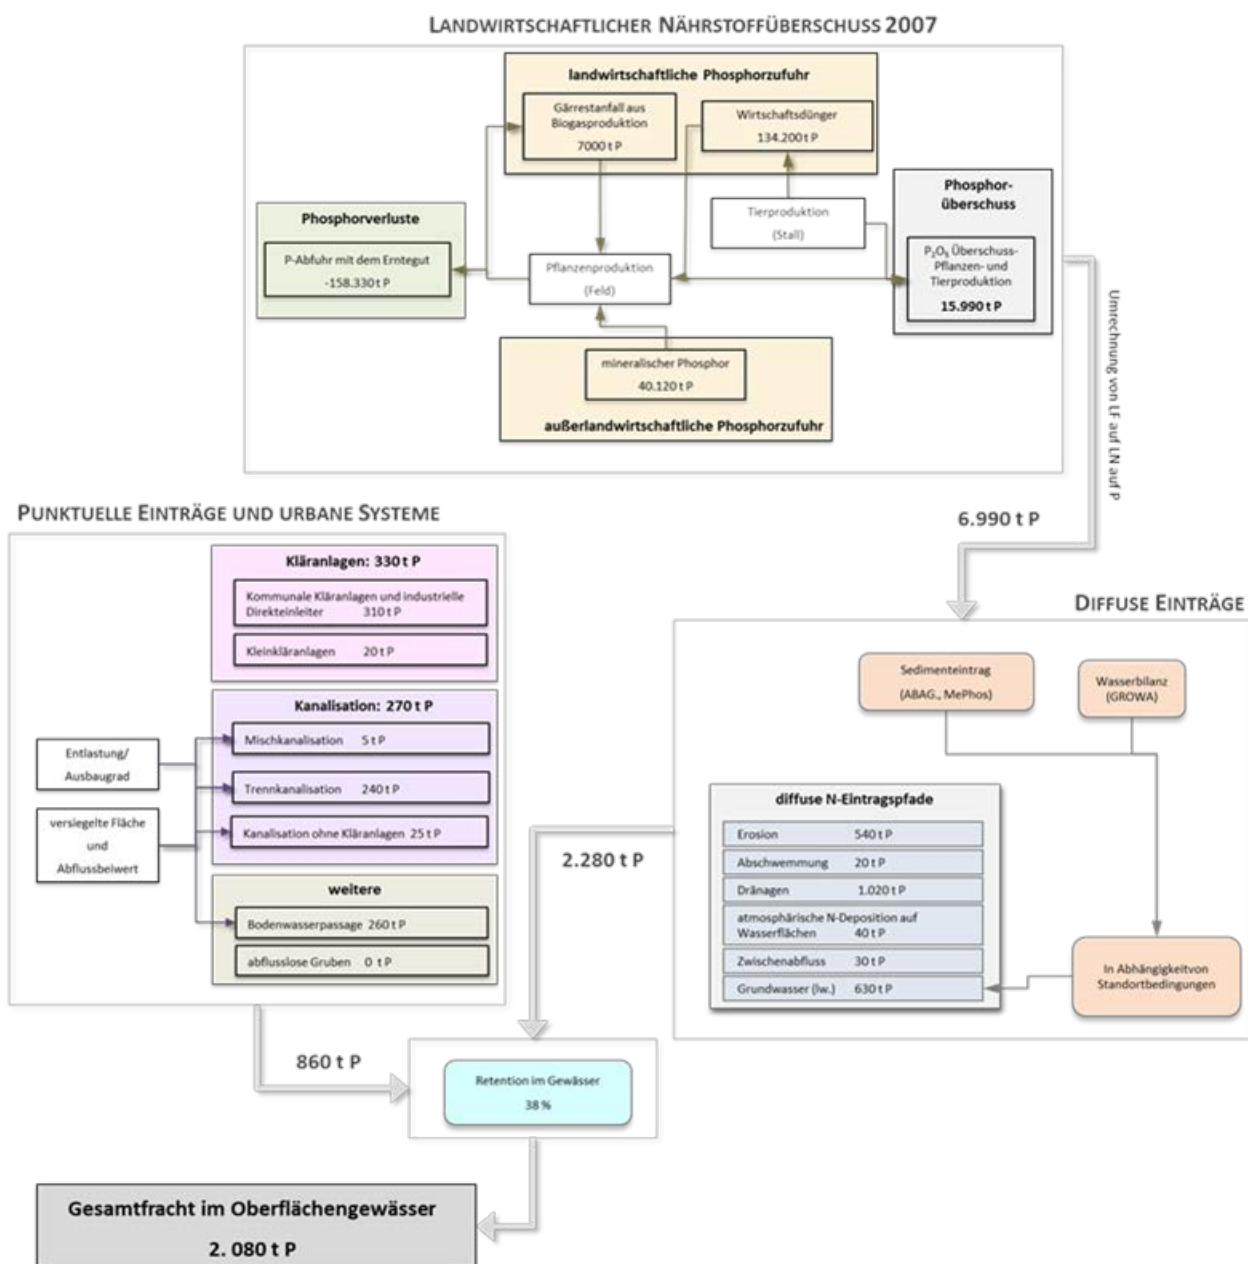 LANDWIRTSCHAFTLICHER NÄHRSTOFFÜBERSCHUSS 2007
landwirtschaftliche Phosphorzufuhr
Gärrestanfall aus
Biogasproduktion
7000 t P
Wirtschaftsdünger
134.200 t P
Phosphor-
überschuss
Phosphorverluste
Tierproduktion
(Stall)
P-Abfuhr mit dem Erntegut
-158.330 t P
Pflanzenproduktion
(Feld)
P₂O₅ Überschuss-
Pflanzen- und
Tierproduktion
15.990 t P
mineralischer Phosphor
40.120 t P
außerlandwirtschaftliche Phosphorzufuhr
Umrechnung von LF auf LN auf P
6.990 t P
PUNKTUELLE EINTRÄGE UND URBANE SYSTEME
Kläranlagen: 330 t P
Kommunale Kläranlagen und industrielle
Direkteinleiter 310 t P
Kleinkläranlagen 20 t P
Kanalisation: 270 t P
Mischkanalisation 5 t P
Trennkanalisation 240 t P
Kanalisation ohne Kläranlagen 25 t P
Entlastung/
Ausbaugrad
versiegelte Fläche
und
Abflussbeiwert
weitere
Bodenwasserpassage 260 t P
abflusslose Gruben 0 t P
DIFFUSE EINTRÄGE
Sedimenteintrag
(ABAG., MePhos)
Wasserbilanz
(GROWA)
diffuse N-Eintragspfade
Erosion 540 t P
Abschwemmung 20 t P
Dränagen 1.020 t P
atmosphärische N-Deposition auf
Wasserflächen 40 t P
Zwischenabfluss 30 t P
Grundwasser (lw.) 630 t P
In Abhängigkeitvon
Standortbedingungen
2.280 t P
860 t P
Retention im Gewässer
38 %
Gesamtfracht im Oberflächengewässer
2. 080 t P